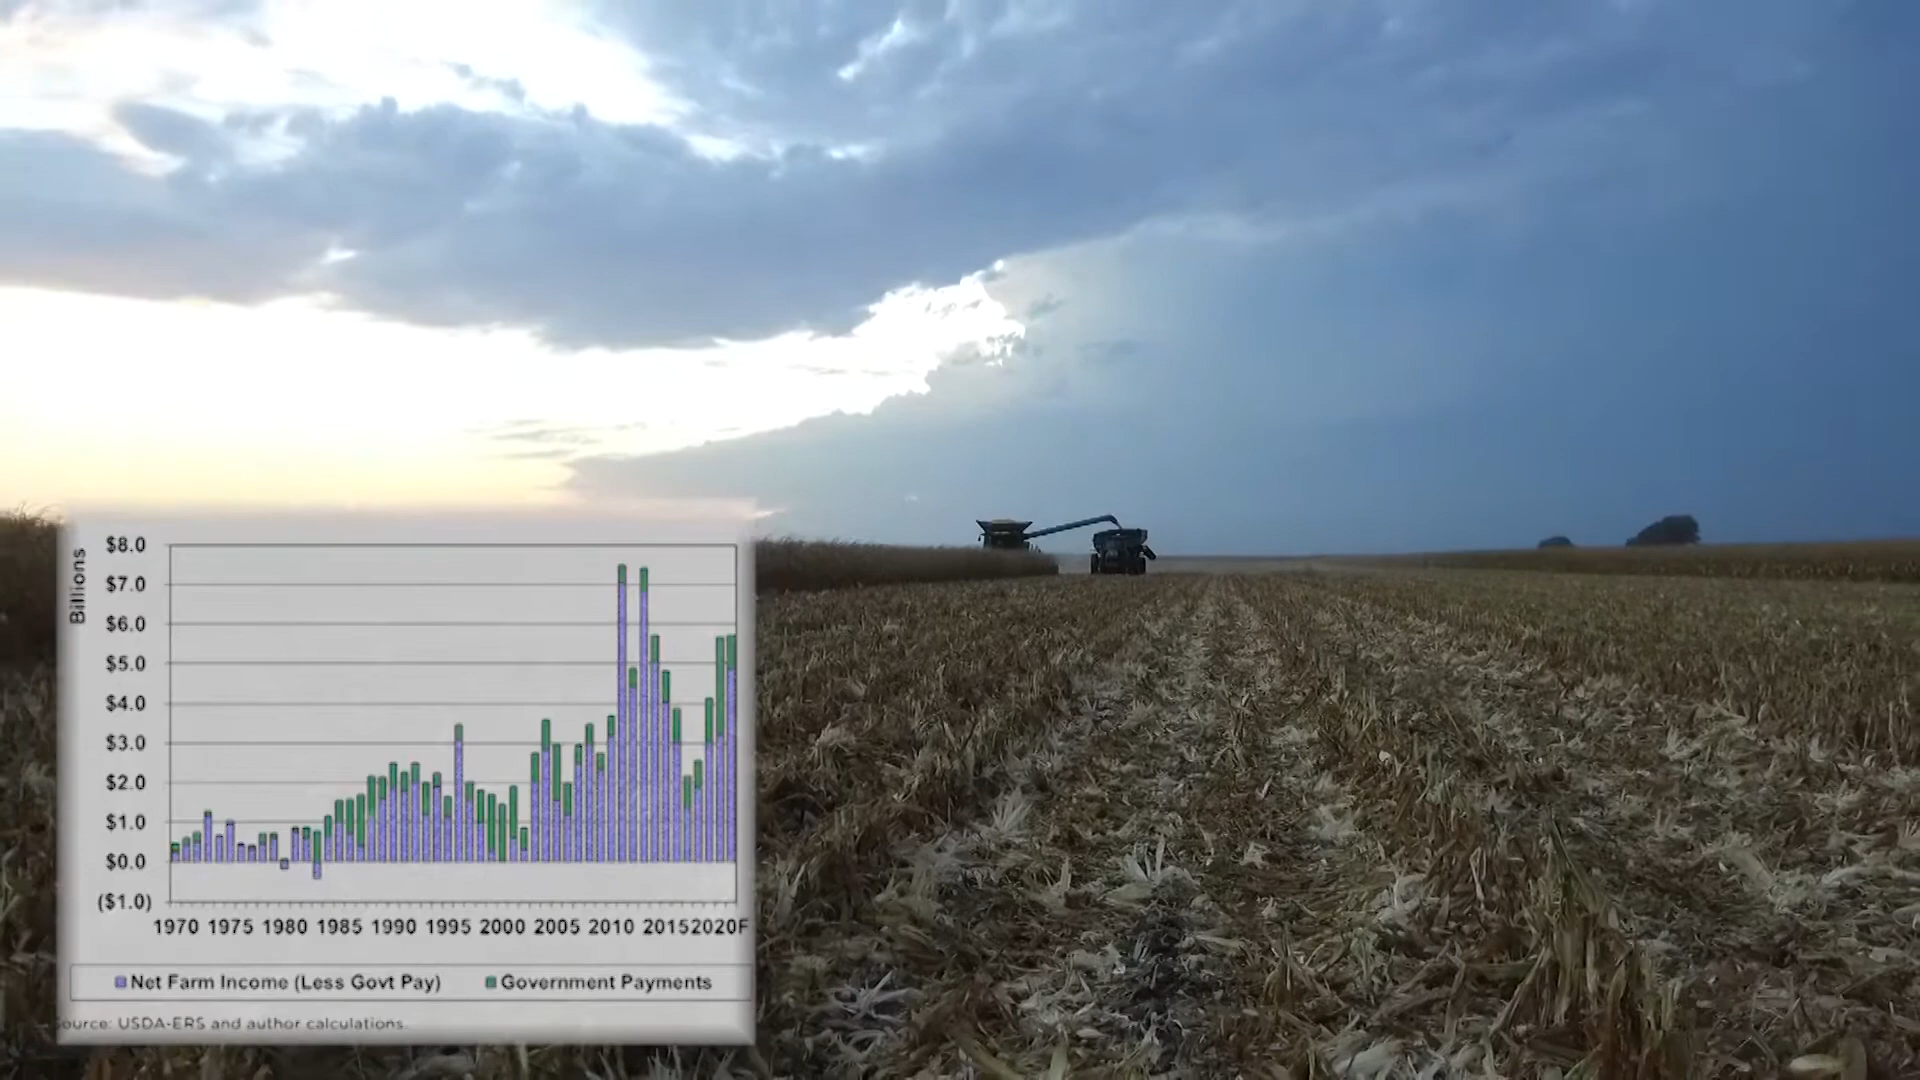 Billions
$8.0
$7.0
$6.0
$5.0
$4.0
$3.0
$2.0
$1.0
$0.0
($1.0)
1970 1975 1980 1985 1990 1995 2000 2005 2010 2015 2020F
Net Farm Income (Less Govt Pay) Government Payments
Source: USDA-ERS and author calculations.